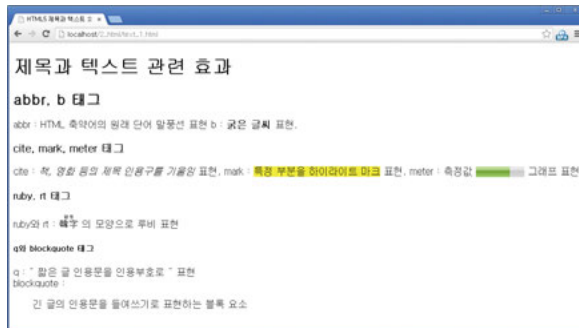 HTML5 제목과 텍스트
localhost/2_html/text_1.html
제목과 텍스트 관련 효과
abbr, b 태그
abbr : HTML 축약어의 원래 단어 말풍선 표현 b : 굵은 글씨 표현.
cite, mark, meter 태그
cite : 책, 영화 등의 제목 인용구를 기울임 표현, mark : 특정 부분을 하이라이트 마크 표현, meter : 측정값 그래프 표현
ruby, rt 태그
ruby와 rt : 의 모양으로 루비 표현
q와 blockquote 태그
q : " 짧은 글 인용문을 인용부호로 " 표현
blockquote :
긴 글의 인용문을 들여쓰기로 표현하는 블록 요소